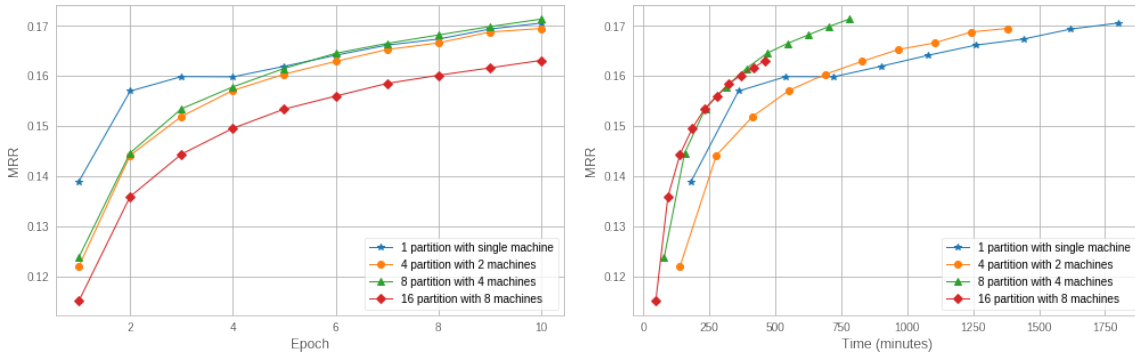 MRR
0.17
0.16
0.15
0.14
0.13
0.12
2 4 6 8 10
Epoch
1 partition with single machine
4 partition with 2 machines
8 partition with 4 machines
16 partition with 8 machines
MRR
0.17
0.16
0.15
0.14
0.13
0.12
0 250 500 750 1000 1250 1500 1750
Time (minutes)
1 partition with single machine
4 partition with 2 machines
8 partition with 4 machines
16 partition with 8 machines